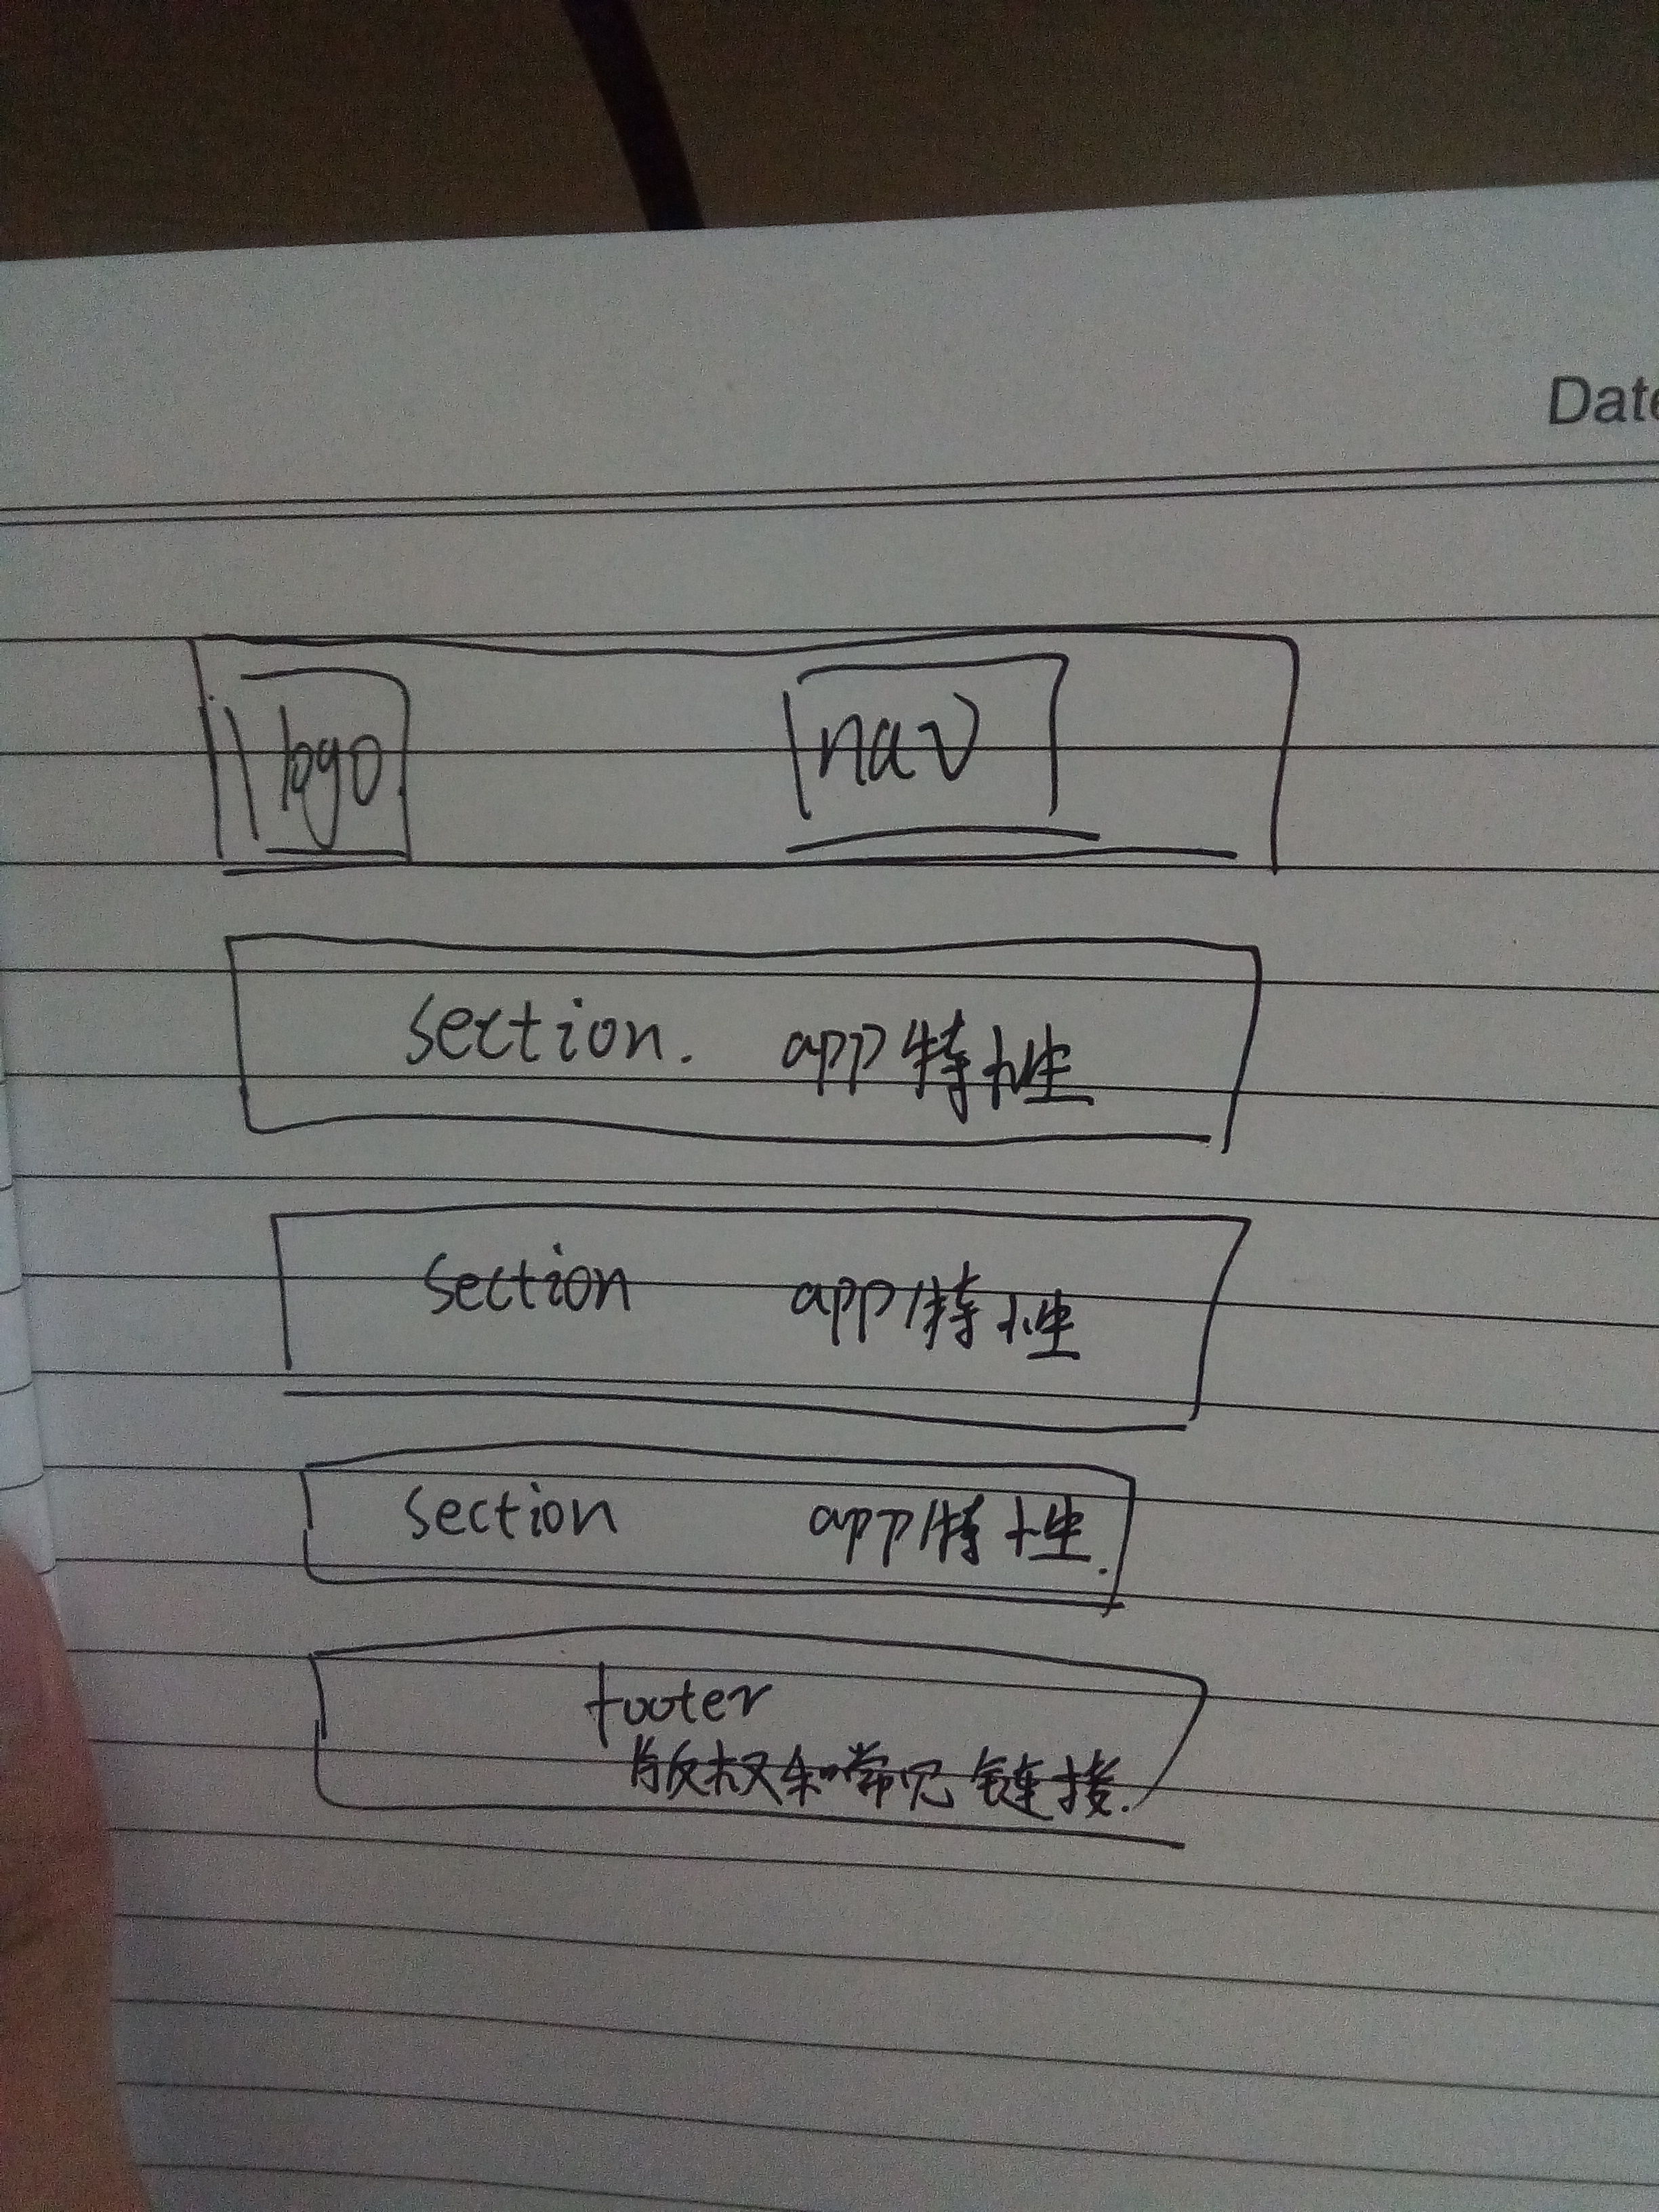 Date
logo nav
section. app特性
section app特性
section app特性.
footer
版权和常见链接.